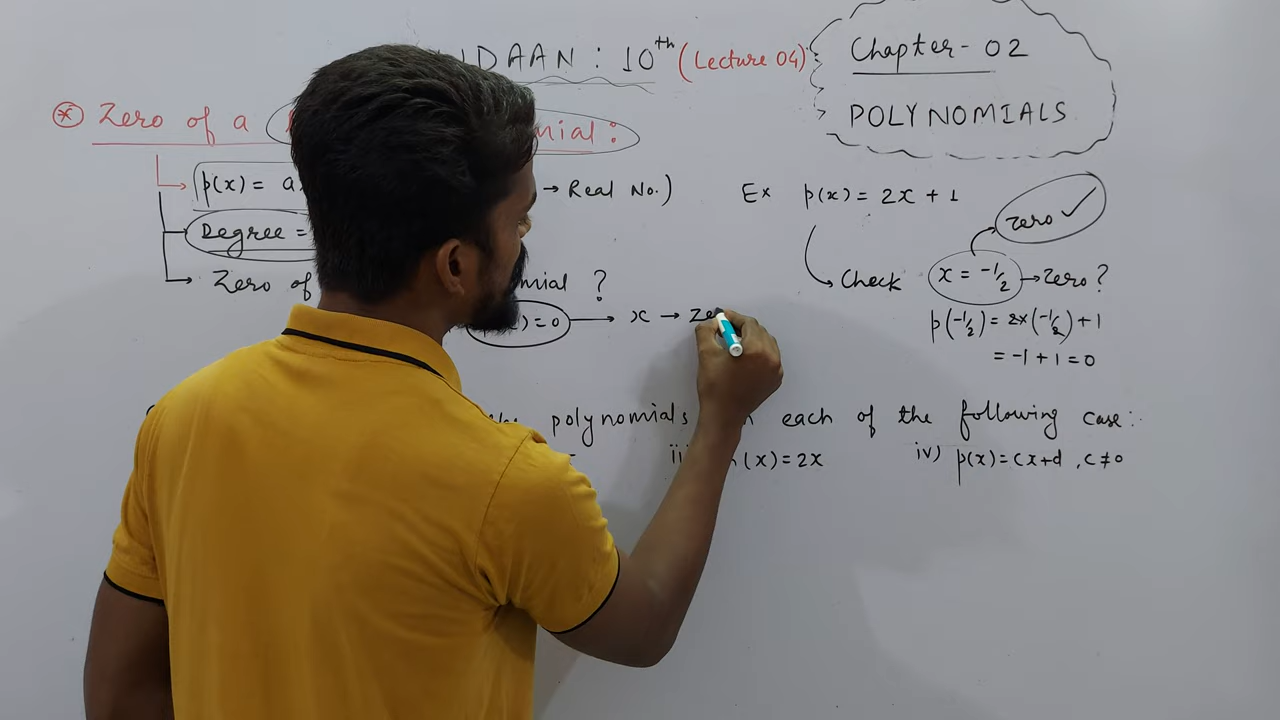 IDAAN : 10th (Lecture 04)
Chapter - 02
POLYNOMIALS
* Zero of a mial :
p(x) = a → Real No.)
Degree =
Zero of mial ?
)=0 → x → Ze
Ex p(x) = 2x + 1
zero ✓
Check x = -1/2 → zero ?
p(-1/2) = 2x(-1/2) + 1
= -1 + 1 = 0
polynomials each of the following case :
(x) = 2x iv) p(x) = cx+d , c ≠ 0